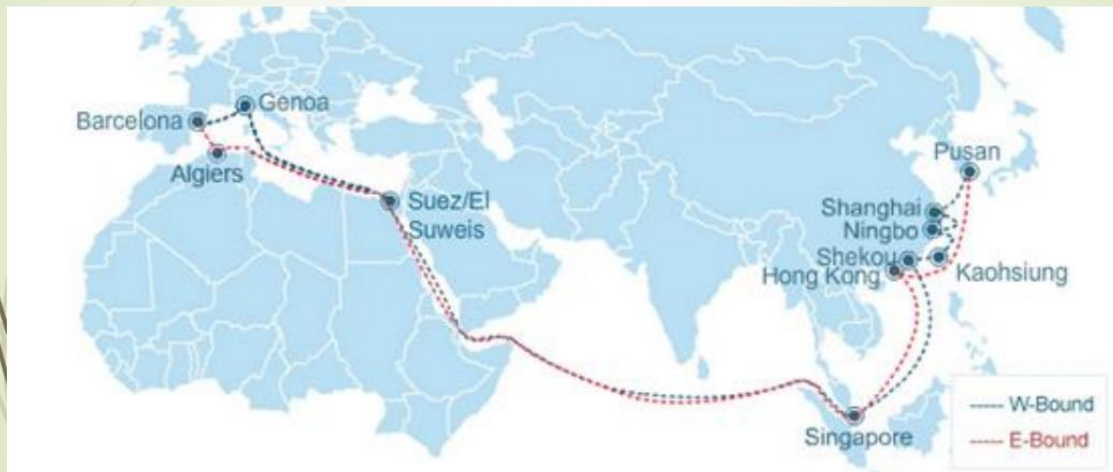 Genoa
Barcelona
Algiers
Suez/El
Suweis
Pusan
Shanghai
Ningbo
Shekou
Hong Kong
Kaohsiung
Singapore
W-Bound
E-Bound